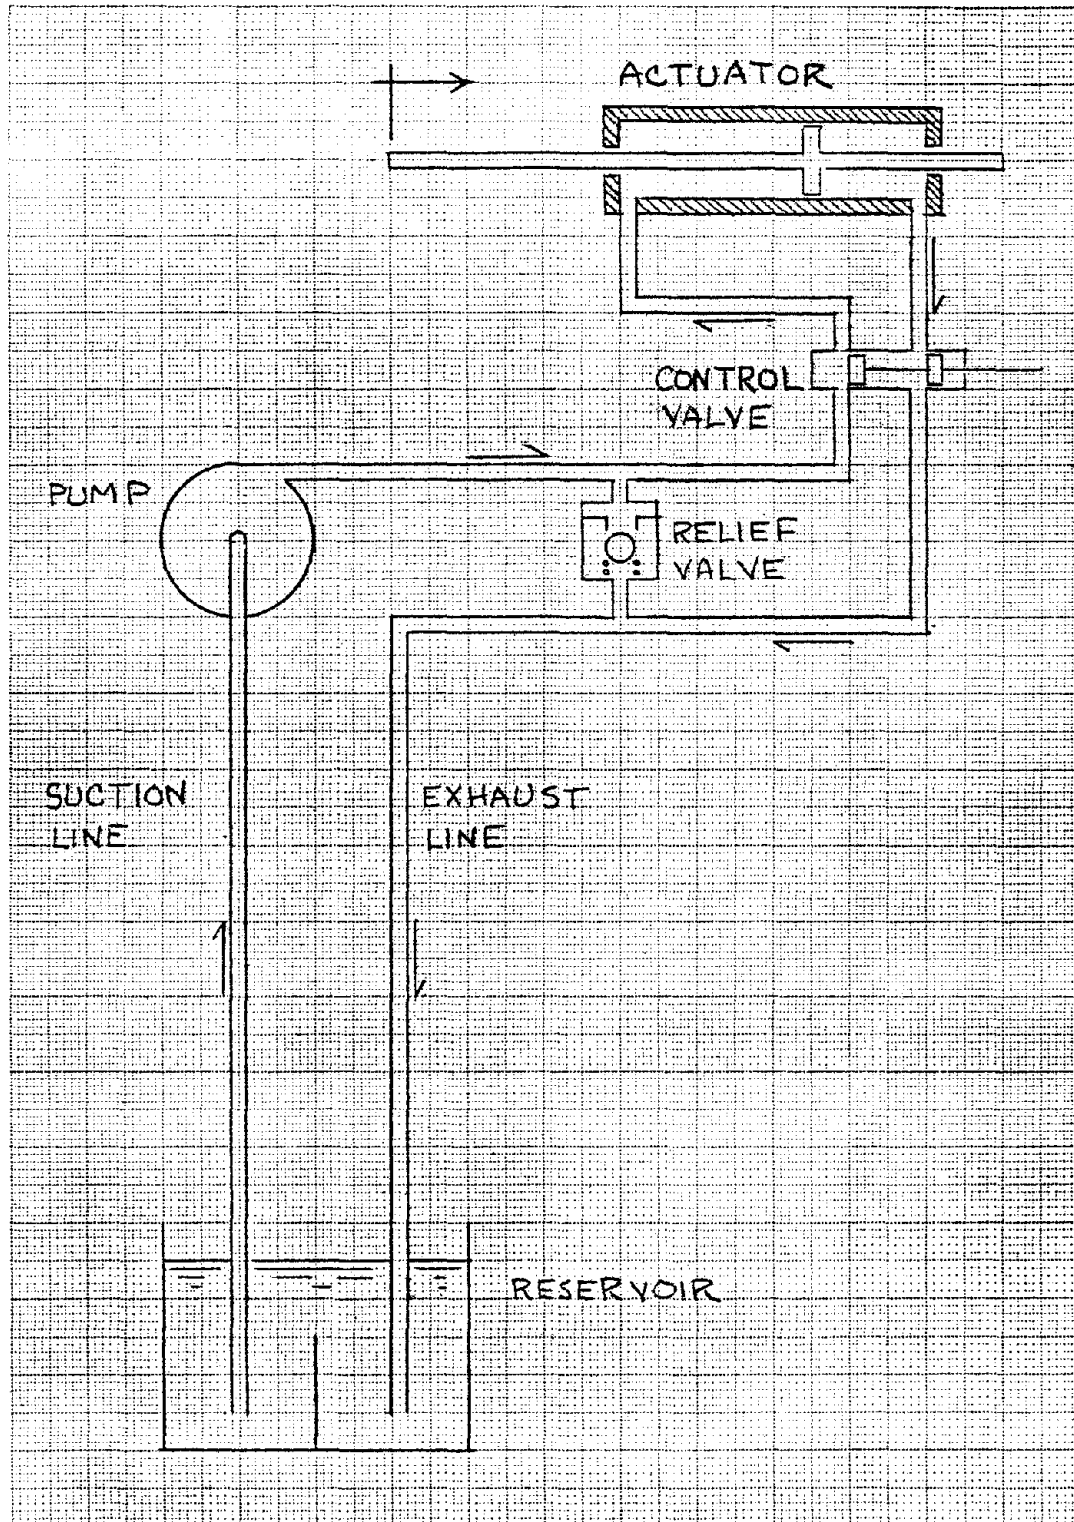 ACTUATOR
CONTROL
VALVE
PUMP
RELIEF
VALVE
SUCTION
LINE
EXHAUST
LINE
RESERVOIR